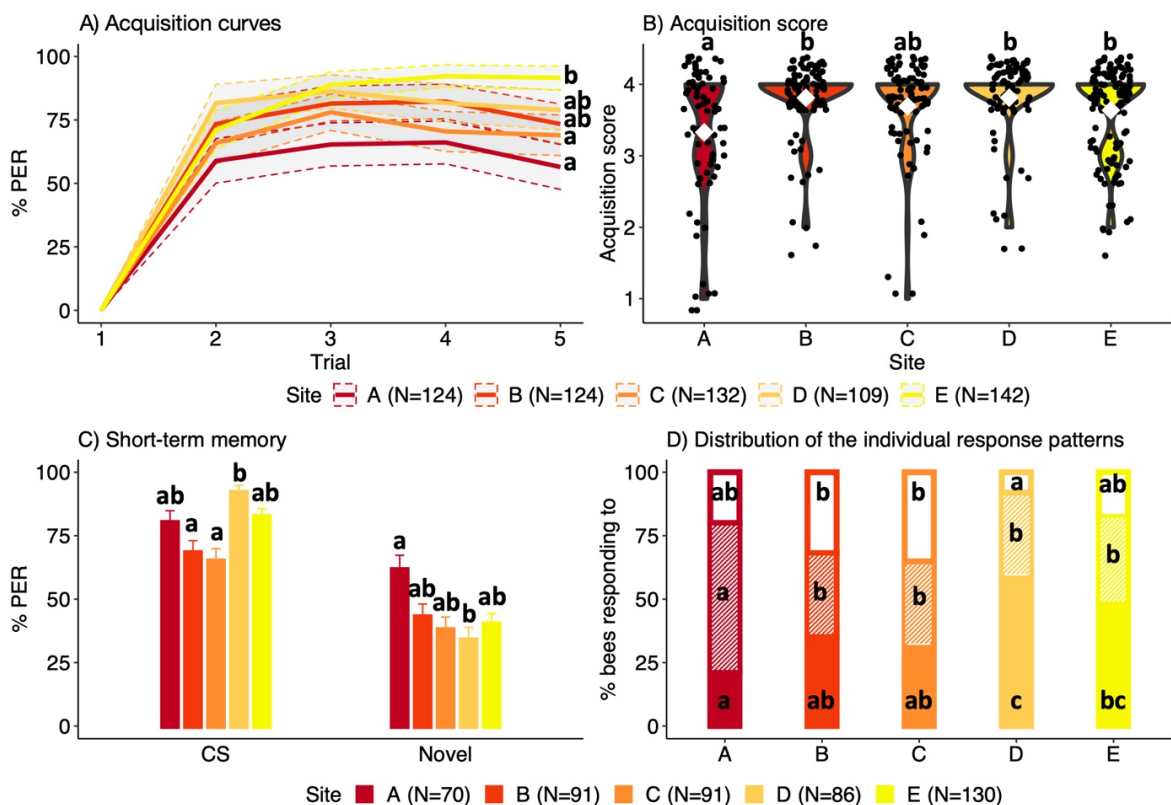 A) Acquisition curves
% PER
100
75
50
25
0
b
ab
ab
a
a
1 2 3 4 5
Trial
B) Acquisition score
a b ab b b
Acquisition score
4
3
2
1
A B C D E
Site
Site A (N=124) B (N=124) C (N=132) D (N=109) E (N=142)
C) Short-term memory
% PER
100
75
50
25
0
ab a a b ab
a ab ab b ab
CS Novel
D) Distribution of the individual response patterns
% bees responding to
100
75
50
25
0
ab b b a ab
a b b b b
a ab ab c bc
A B C D E
Site A (N=70) B (N=91) C (N=91) D (N=86) E (N=130)